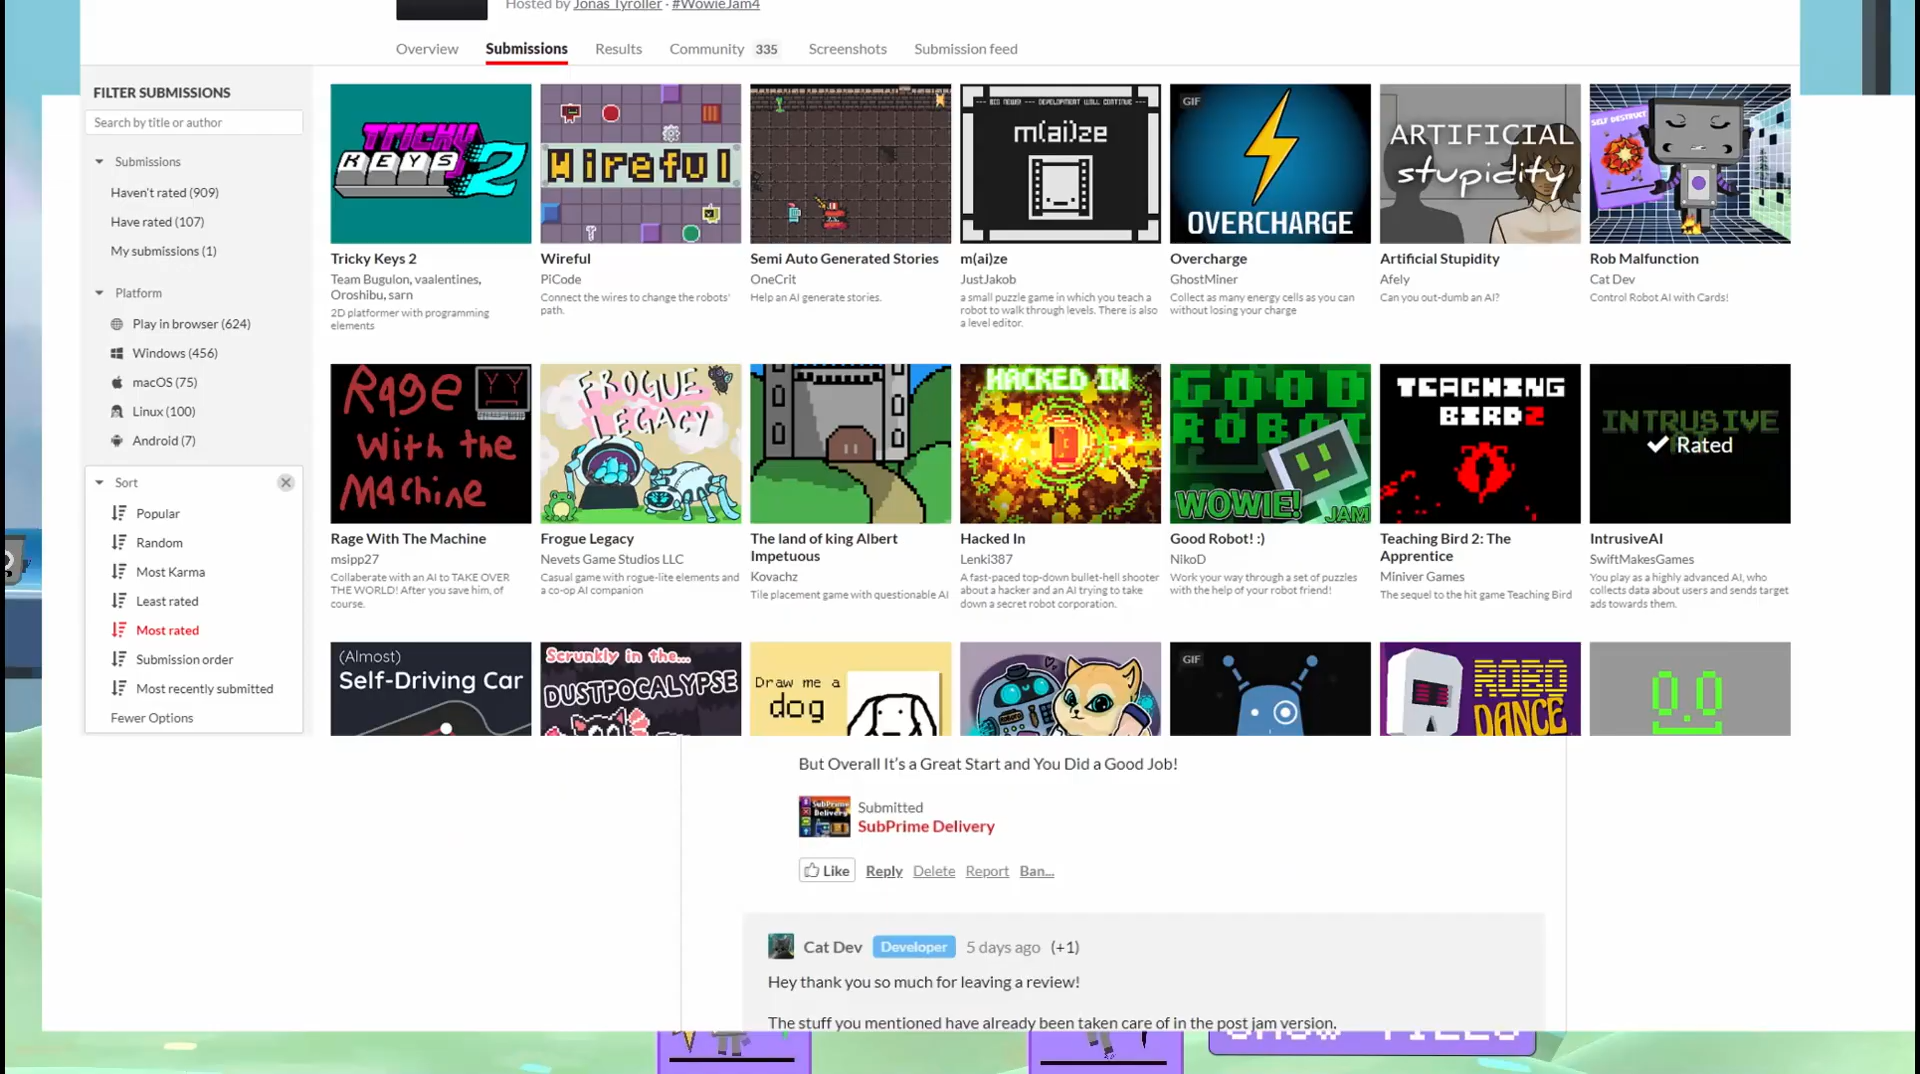 Hosted by Jonas Tyroller · #WowieJam4
Overview Submissions Results Community 335 Screenshots Submission feed
FILTER SUBMISSIONS
Search by title or author
Submissions
Haven't rated (909)
Have rated (107)
My submissions (1)
Platform
Play in browser (624)
Windows (456)
macOS (75)
Linux (100)
Android (7)
Sort
Popular
Random
Most Karma
Least rated
Most rated
Submission order
Most recently submitted
Fewer Options
TRICKY
KEYS 2
Tricky Keys 2
Team Bugulon, vaalentines,
Oroshibu, sarn
2D platformer with programming
elements
Wireful
Wireful
PiCode
Connect the wires to change the robots'
path.
Semi Auto Generated Stories
OneCrit
Help an AI generate stories.
--- BIG NEWS! --- DEVELOPMENT WILL CONTINUE ---
m(ai)ze
m(ai)ze
JustJakob
a small puzzle game in which you teach a
robot to walk through levels. There is also
a level editor.
GIF
OVERCHARGE
Overcharge
GhostMiner
Collect as many energy cells as you can
without losing your charge
ARTIFICIAL
stupidity
Artificial Stupidity
Afely
Can you out-dumb an AI?
SELF DESTRUCT
Rob Malfunction
Cat Dev
Control Robot AI with Cards!
Rage
With the
Machine
Rage With The Machine
msipp27
Collaborate with an AI to TAKE OVER
THE WORLD! After you save him, of
course.
FROGUE
LEGACY
Frogue Legacy
Nevets Game Studios LLC
Casual game with rogue-lite elements and
a co-op AI companion
The land of king Albert
Impetuous
Kovachz
Tile placement game with questionable AI
HACKED IN
Hacked In
Lenki387
A fast-paced top-down bullet-hell shooter
about a hacker and an AI trying to take
down a secret robot corporation.
GOOD
ROBOT
WOWIE!
JAM
Good Robot! :)
NikoD
Work your way through a set of puzzles
with the help of your robot friend!
TEACHING
BIRD2
Teaching Bird 2: The
Apprentice
Miniver Games
The sequel to the hit game Teaching Bird
INTRUSIVE
Rated
IntrusiveAI
SwiftMakesGames
You play as a highly advanced AI, who
collects data about users and sends target
ads towards them.
(Almost)
Self-Driving Car
Scrunkly in the...
DUSTPOCALYPSE
Draw me a
dog
GIF
ROBO
DANCE
But Overall It's a Great Start and You Did a Good Job!
Submitted
SubPrime Delivery
SubPrime
Delivery
Like Reply Delete Report Ban...
Cat Dev Developer 5 days ago (+1)
Hey thank you so much for leaving a review!
The stuff you mentioned have already been taken care of in the post jam version.